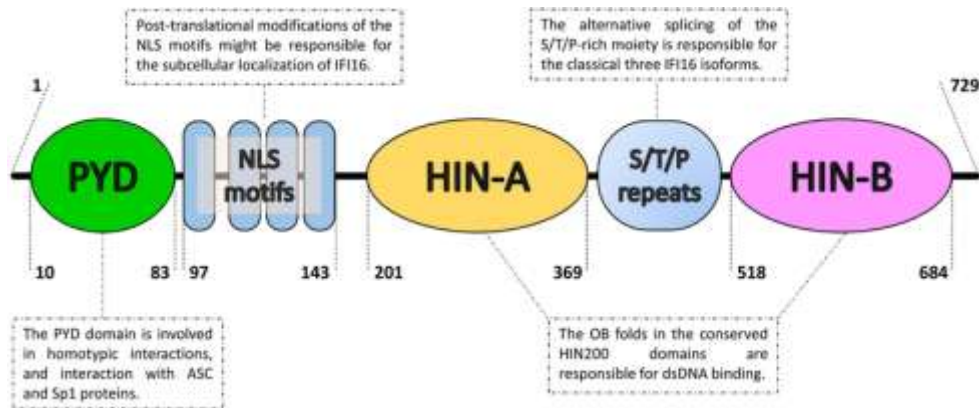 Post-translational modifications of the
NLS motifs might be responsible for
the subcellular localization of IFI16.
The alternative splicing of the
S/T/P-rich moiety is responsible for
the classical three IFI16 isoforms.
1
729
PYD
NLS
motifs
HIN-A
S/T/P
repeats
HIN-B
10
83
97
143
201
369
518
684
The PYD domain is involved
in homotypic interactions,
and interaction with ASC
and Sp1 proteins.
The OB folds in the conserved
HIN200 domains are
responsible for dsDNA binding.